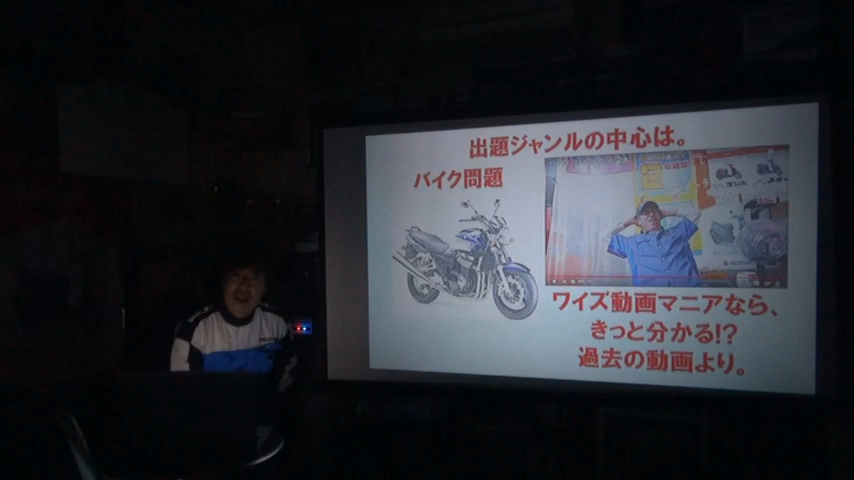 出題ジャンルの中心は。
バイク問題
ワイズ動画マニアなら、
きっと分かる!?
過去の動画より。